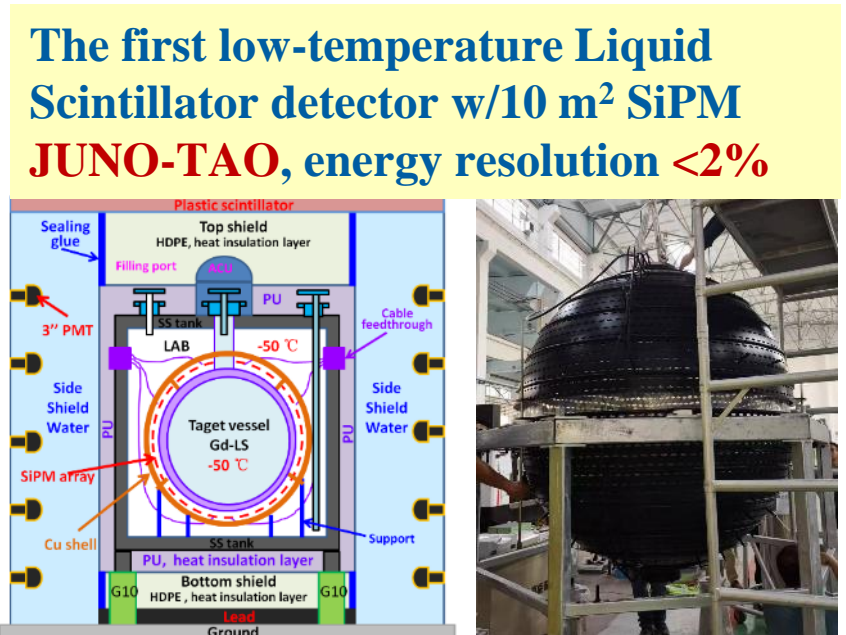 The first low-temperature Liquid
Scintillator detector w/10 m² SiPM
JUNO-TAO, energy resolution <2%
Plastic scintillator
Sealing
glue
Top shield
HDPE, heat insulation layer
Filling port
ACU
PU
Cable
feedthrough
SS tank
3’’ PMT
LAB
-50 ℃
Side
Shield
Water
Side
Shield
Water
PU
PU
Taget vessel
Gd-LS
-50 ℃
SiPM array
Cu shell
Support
SS tank
PU, heat insulation layer
Bottom shield
HDPE , heat insulation layer
G10
G10
Lead
Ground